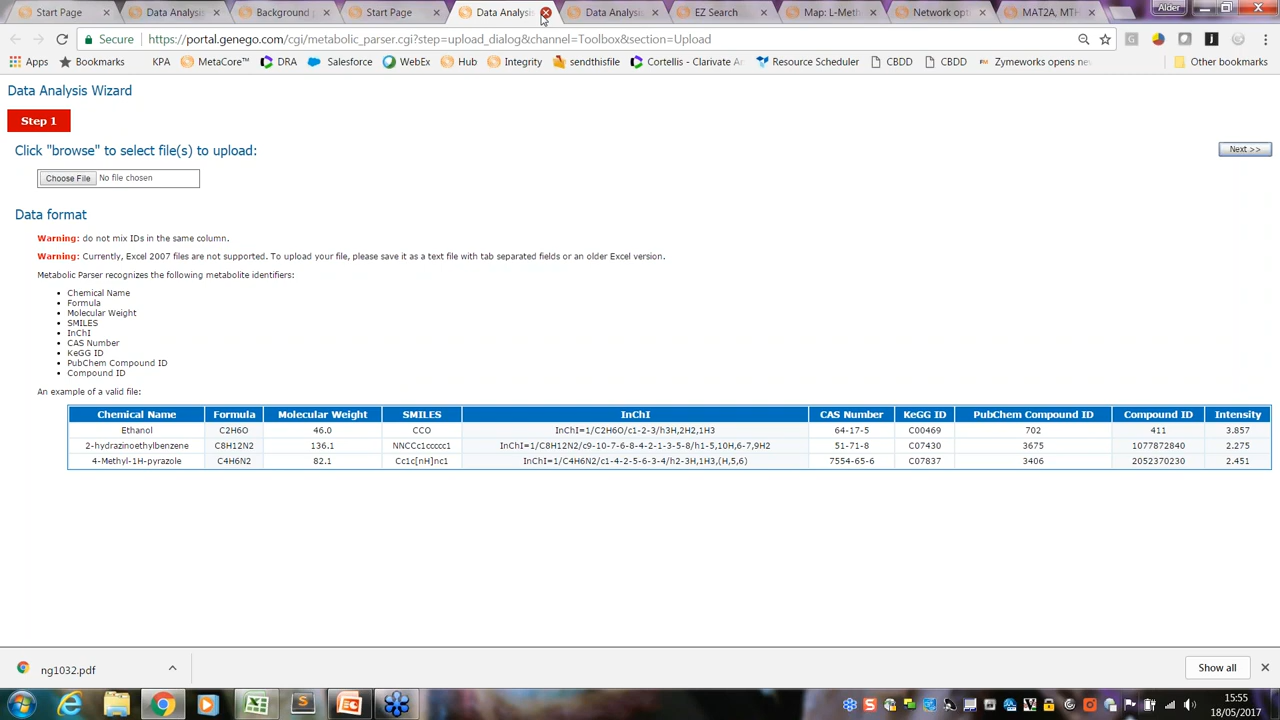 Start Page
Data Analysis
Background
Start Page
Data Analysis
Data Analysis
EZ Search
Map: L-Meth
Network opt
MAT2A, MTH
Alder
Secure
https://portal.genego.com/cgi/metabolic_parser.cgi?step=upload_dialog&channel=Toolbox&section=Upload
Apps
Bookmarks
KPA
MetaCore™
DRA
Salesforce
WebEx
Hub
Integrity
sendthisfile
Cortellis - Clarivate An
Resource Scheduler
CBDD
CBDD
Zymeworks opens new
Other bookmarks
Data Analysis Wizard
Step 1
Click "browse" to select file(s) to upload:
Next >>
Choose File No file chosen
Data format
Warning: do not mix IDs in the same column.
Warning: Currently, Excel 2007 files are not supported. To upload your file, please save it as a text file with tab separated fields or an older Excel version.
Metabolic Parser recognizes the following metabolite identifiers:
Chemical Name
Formula
Molecular Weight
SMILES
InChI
CAS Number
KeGG ID
PubChem Compound ID
Compound ID
An example of a valid file:
Chemical Name Formula Molecular Weight SMILES InChI CAS Number KeGG ID PubChem Compound ID Compound ID Intensity
Ethanol C2H6O 46.0 CCO InChI=1/C2H6O/c1-2-3/h3H,2H2,1H3 64-17-5 C00469 702 411 3.857
2-hydrazinoethylbenzene C8H12N2 136.1 NNCCc1ccccc1 InChI=1/C8H12N2/c9-10-7-6-8-4-2-1-3-5-8/h1-5,10H,6-7,9H2 51-71-8 C07430 3675 1077872840 2.275
4-Methyl-1H-pyrazole C4H6N2 82.1 Cc1c[nH]nc1 InChI=1/C4H6N2/c1-4-2-5-6-3-4/h2-3H,1H3,(H,5,6) 7554-65-6 C07837 3406 2052370230 2.451
ng1032.pdf
Show all
15:55
18/05/2017